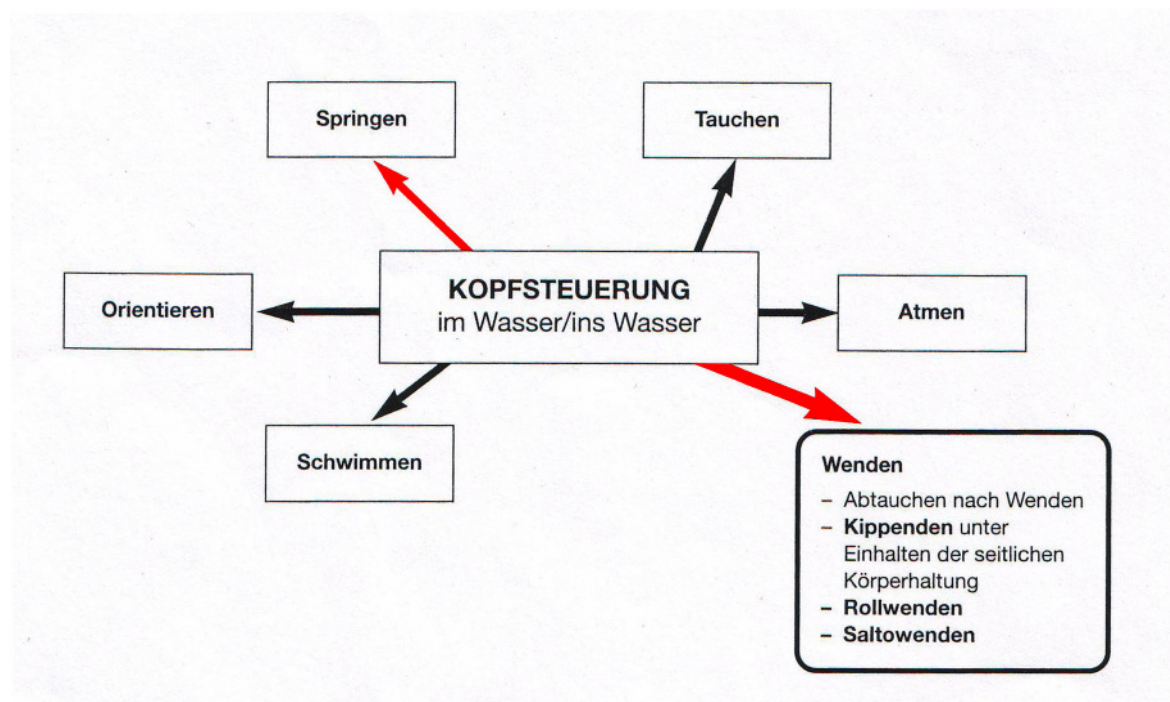 Springen
Tauchen
KOPFSTEUERUNG
im Wasser/ins Wasser
Orientieren
Atmen
Schwimmen
Wenden
– Abtauchen nach Wenden
– Kippenden unter
Einhalten der seitlichen
Körperhaltung
– Rollwenden
– Saltowenden